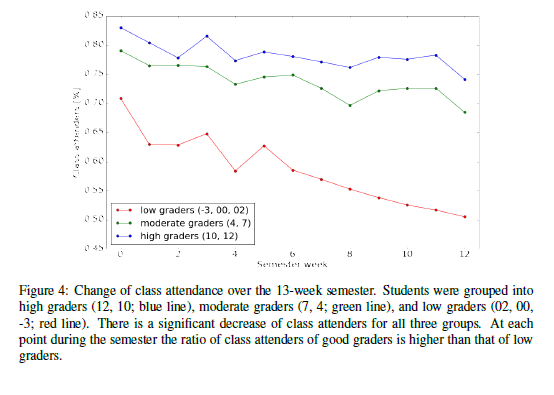 0.85
0.80
0.75
0.70
0.65
0.60
0.55
0.50
0.45
Class attenders [%]
low graders (-3, 00, 02)
moderate graders (4, 7)
high graders (10, 12)
0 2 4 6 8 10 12
Semester week
Figure 4: Change of class attendance over the 13-week semester. Students were grouped into
high graders (12, 10; blue line), moderate graders (7, 4; green line), and low graders (02, 00,
-3; red line). There is a significant decrease of class attenders for all three groups. At each
point during the semester the ratio of class attenders of good graders is higher than that of low
graders.